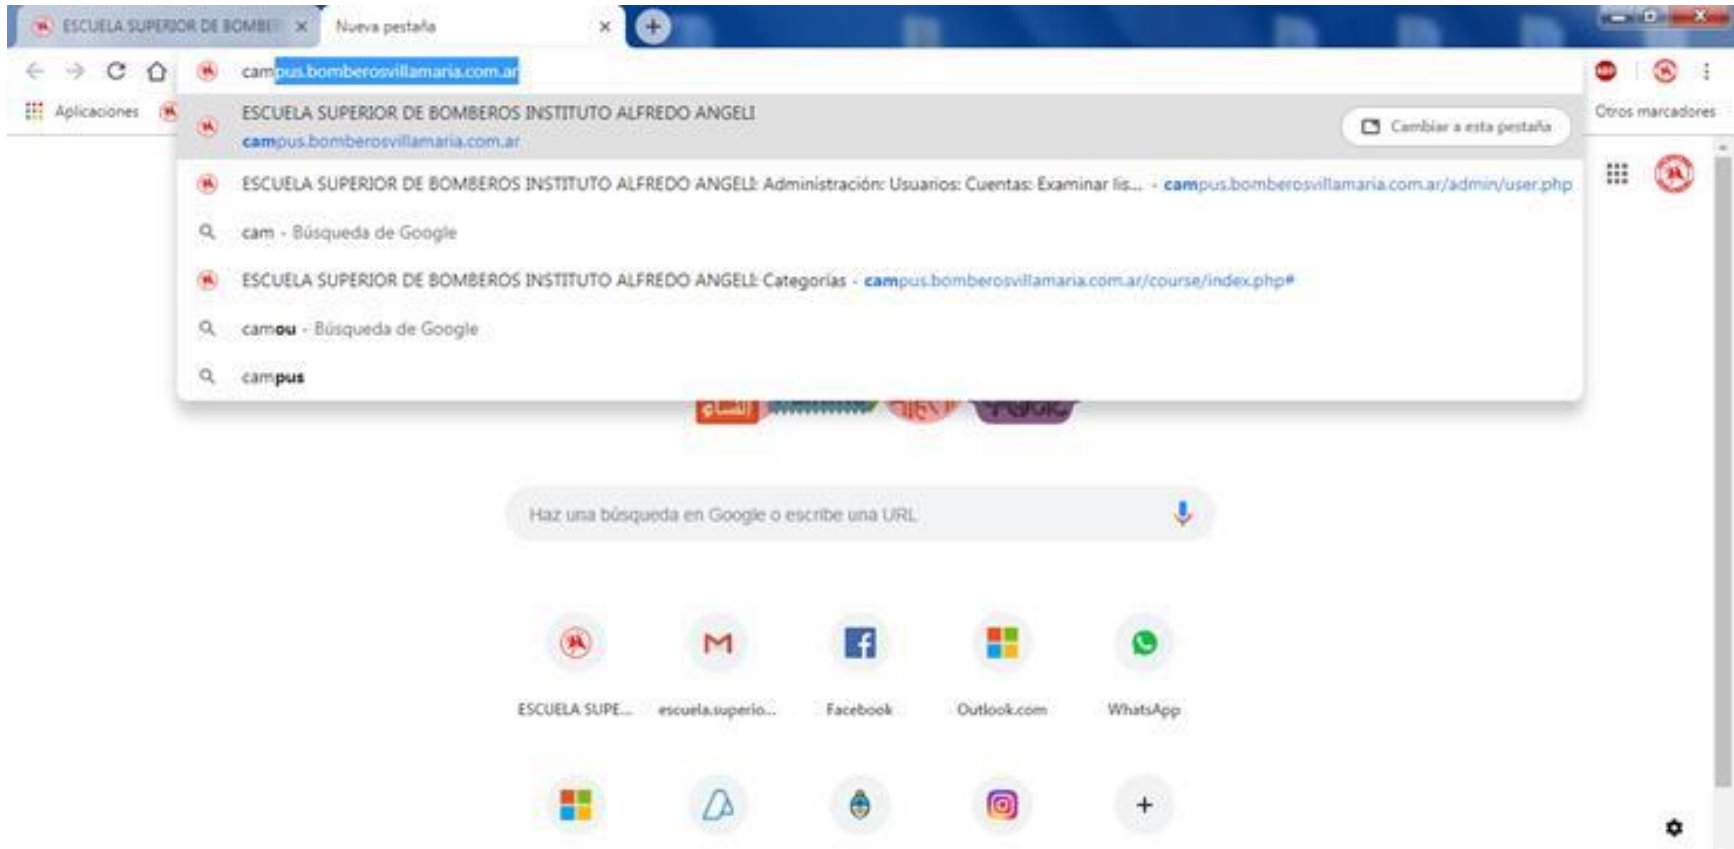 ESCUELA SUPERIOR DE BOMBE
Nueva pestaña
campus.bomberosvillamaria.com.ar
ABP
Aplicaciones
Otros marcadores
ESCUELA SUPERIOR DE BOMBEROS INSTITUTO ALFREDO ANGELI
campus.bomberosvillamaria.com.ar
Cambiar a esta pestaña
ESCUELA SUPERIOR DE BOMBEROS INSTITUTO ALFREDO ANGELI: Administración: Usuarios: Cuentas: Examinar lis... - campus.bomberosvillamaria.com.ar/admin/user.php
cam - Búsqueda de Google
ESCUELA SUPERIOR DE BOMBEROS INSTITUTO ALFREDO ANGELI: Categorías - campus.bomberosvillamaria.com.ar/course/index.php#
camou - Búsqueda de Google
campus
Haz una búsqueda en Google o escribe una URL
ESCUELA SUPE...
escuela.superio...
Facebook
Outlook.com
WhatsApp